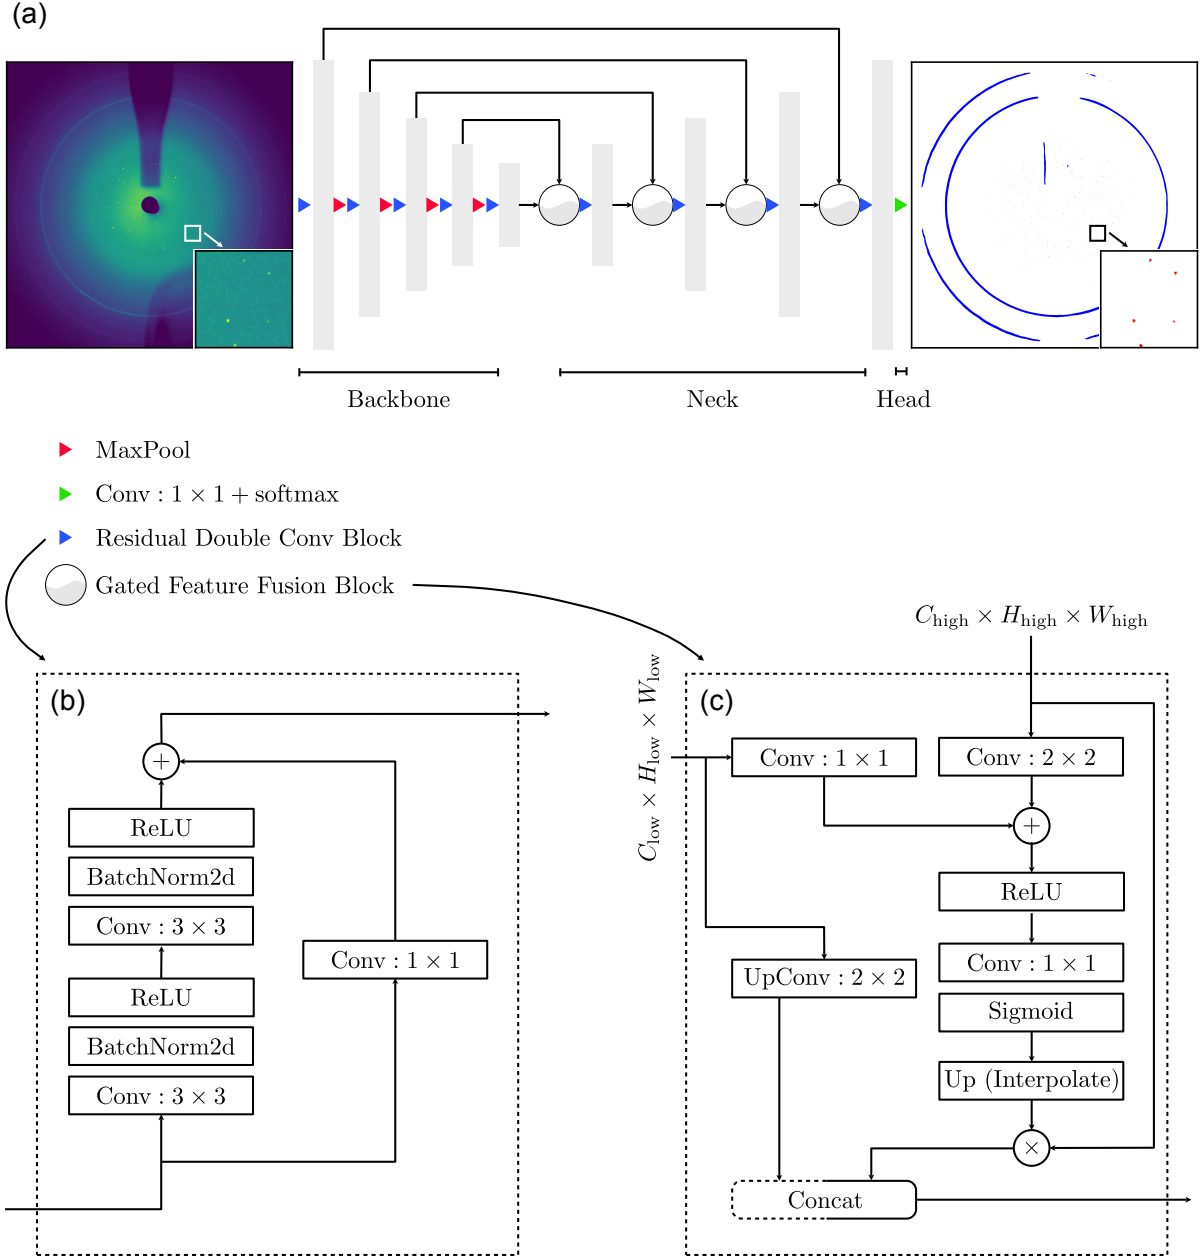 (a)
Backbone
Neck
Head
MaxPool
Conv : 1 × 1 + softmax
Residual Double Conv Block
Gated Feature Fusion Block
(b)
+
ReLU
BatchNorm2d
Conv : 3 × 3
ReLU
BatchNorm2d
Conv : 3 × 3
Conv : 1 × 1
C_high × H_high × W_high
(c)
C_low × H_low × W_low
Conv : 1 × 1
Conv : 2 × 2
+
ReLU
Conv : 1 × 1
UpConv : 2 × 2
Sigmoid
Up (Interpolate)
×
Concat